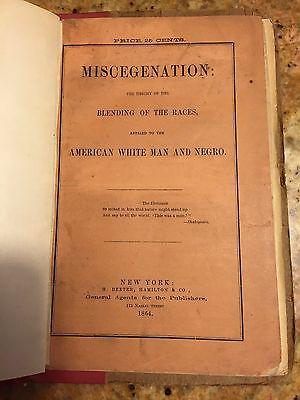 PRICE 25 CENTS.
MISCEGENATION:
THE THEORY OF THE
BLENDING OF THE RACES,
APPLIED TO THE
AMERICAN WHITE MAN AND NEGRO.
The Elements
So mixed in him that nature might stand up
And say to all the world, 'This was a man.'"
—Shakspeare.
NEW YORK:
H. DEXTER, HAMILTON & CO.,
General Agents for the Publishers,
113 NASSAU STREET
1864.